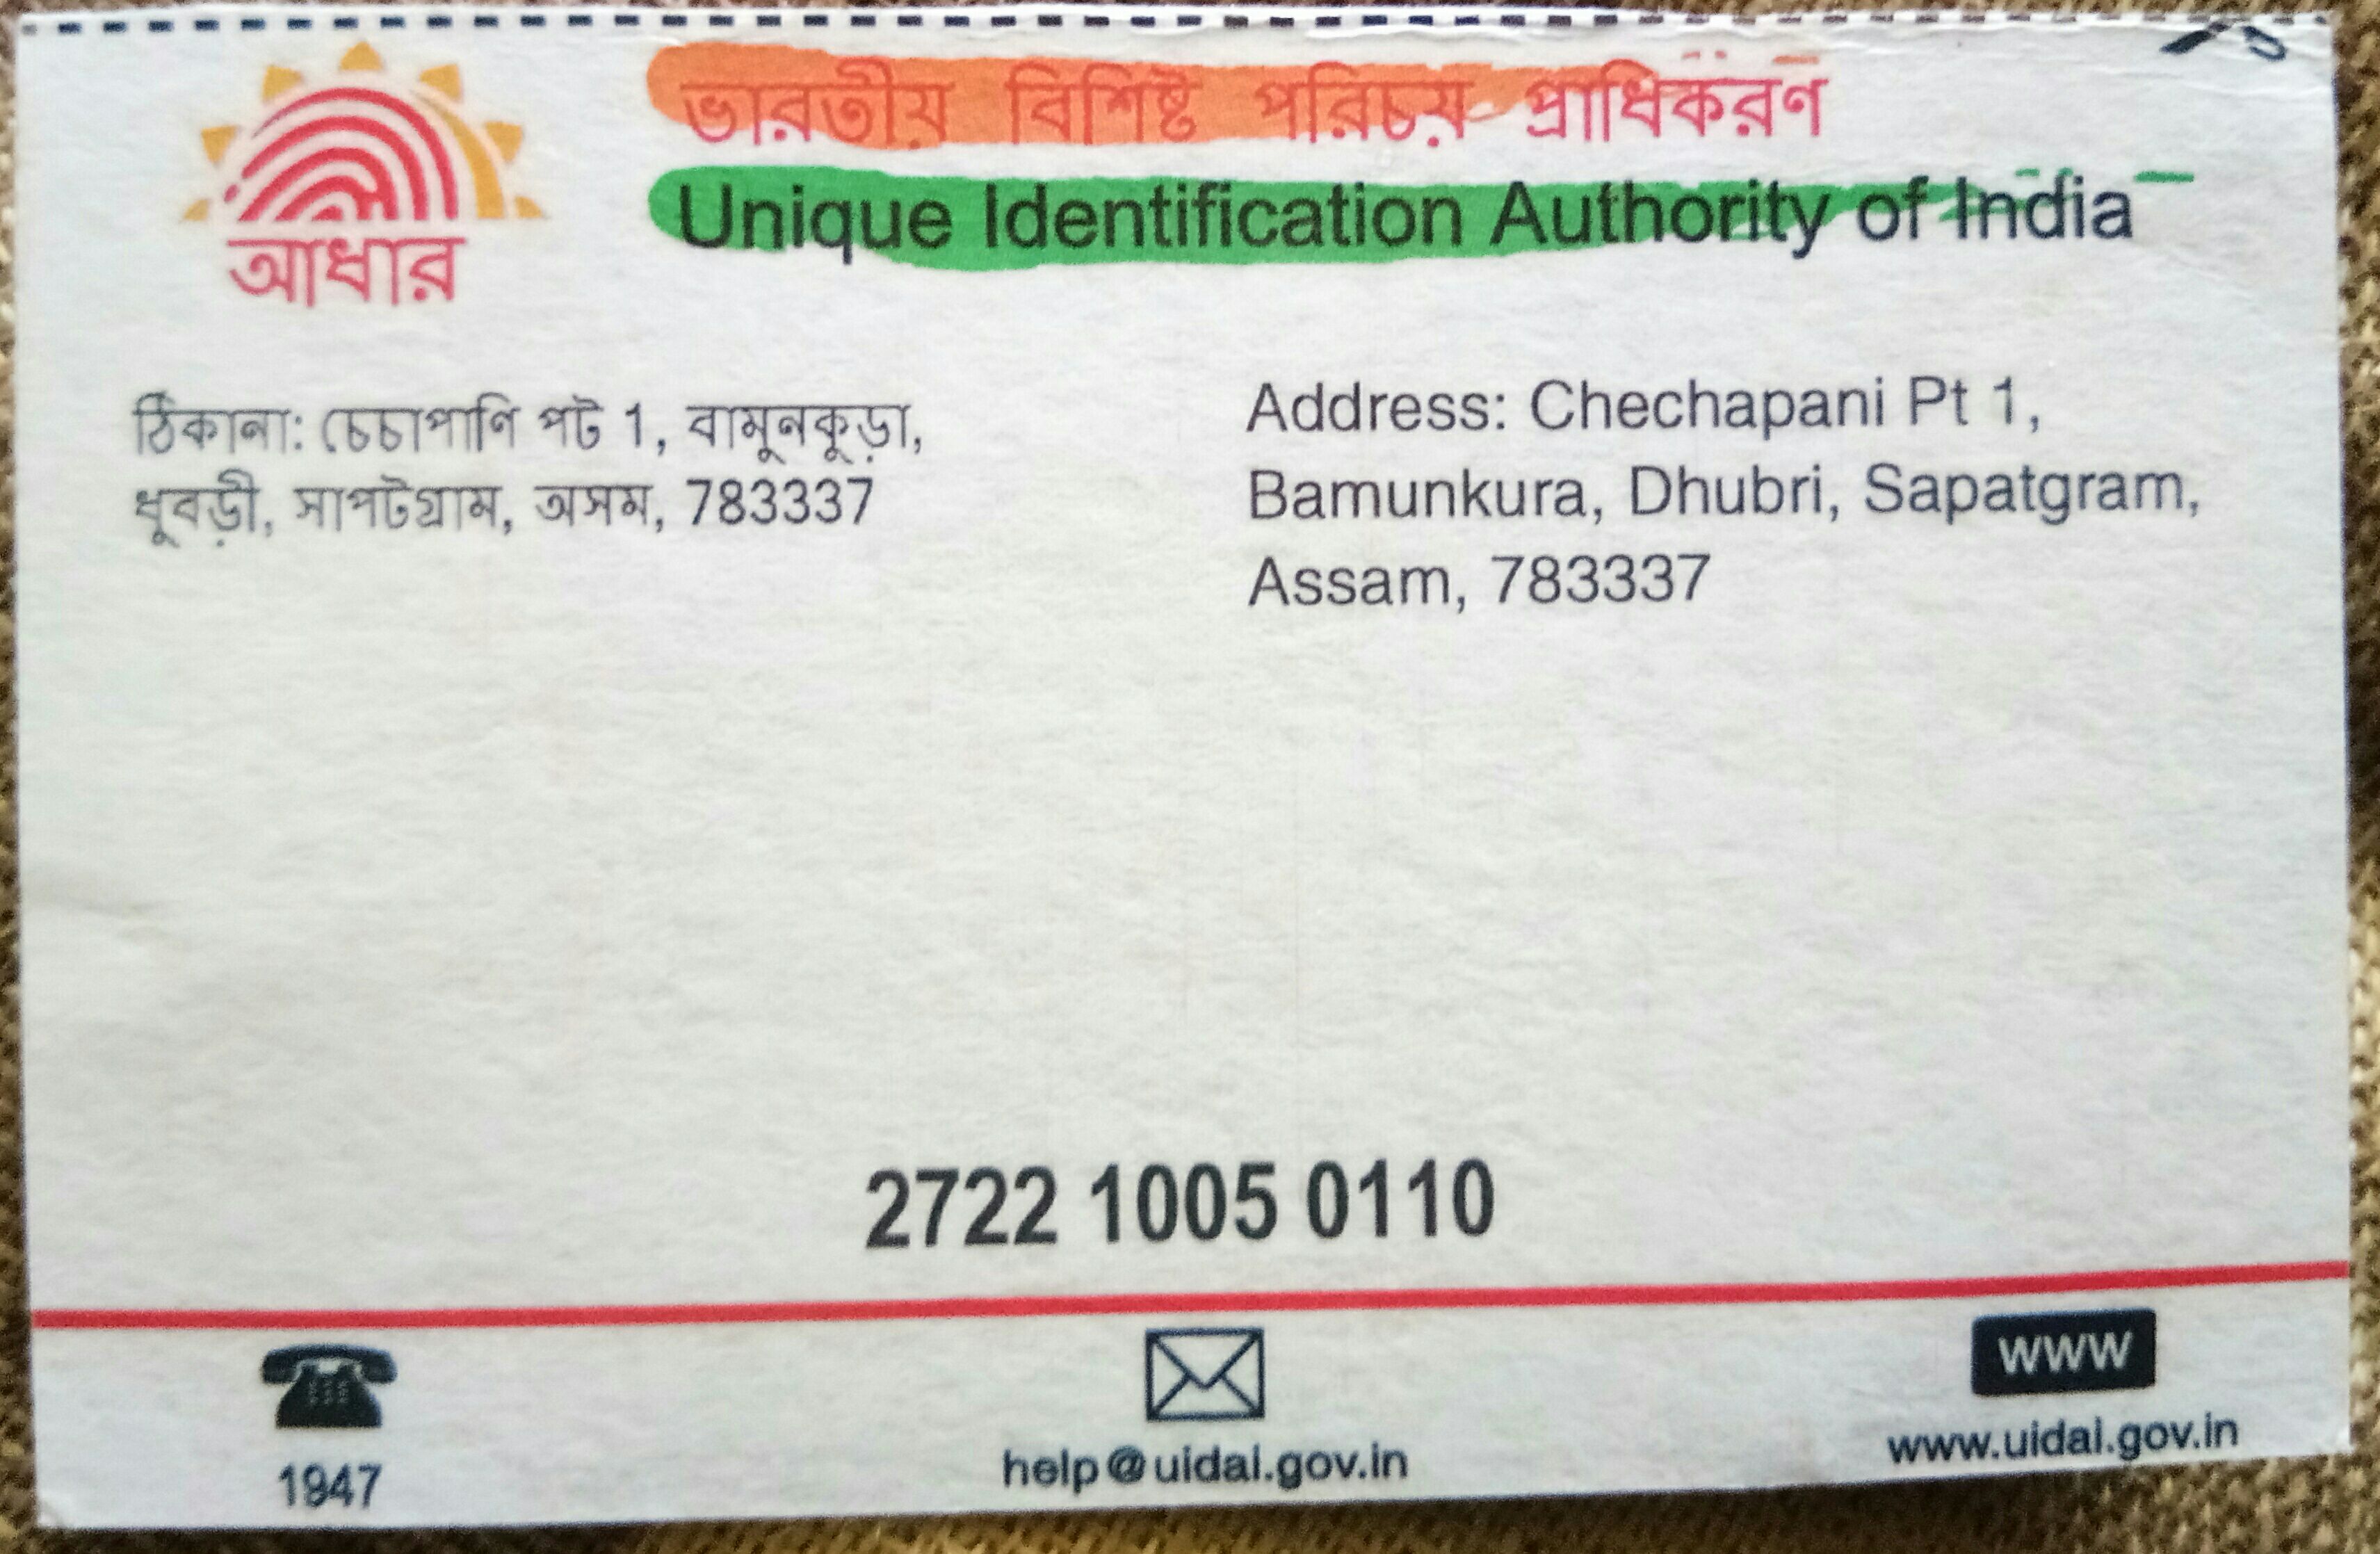 ভারতীয় বিশিষ্ট পরিচয় প্রাধিকরণ
Unique Identification Authority of India
আধার
ঠিকানা: চেচাপাণি পট 1, বামুনকুড়া,
ধুবড়ী, সাপটগ্রাম, অসম, 783337
Address: Chechapani Pt 1,
Bamunkura, Dhubri, Sapatgram,
Assam, 783337
2722 1005 0110
1947
help@uidai.gov.in
WWW
www.uidai.gov.in